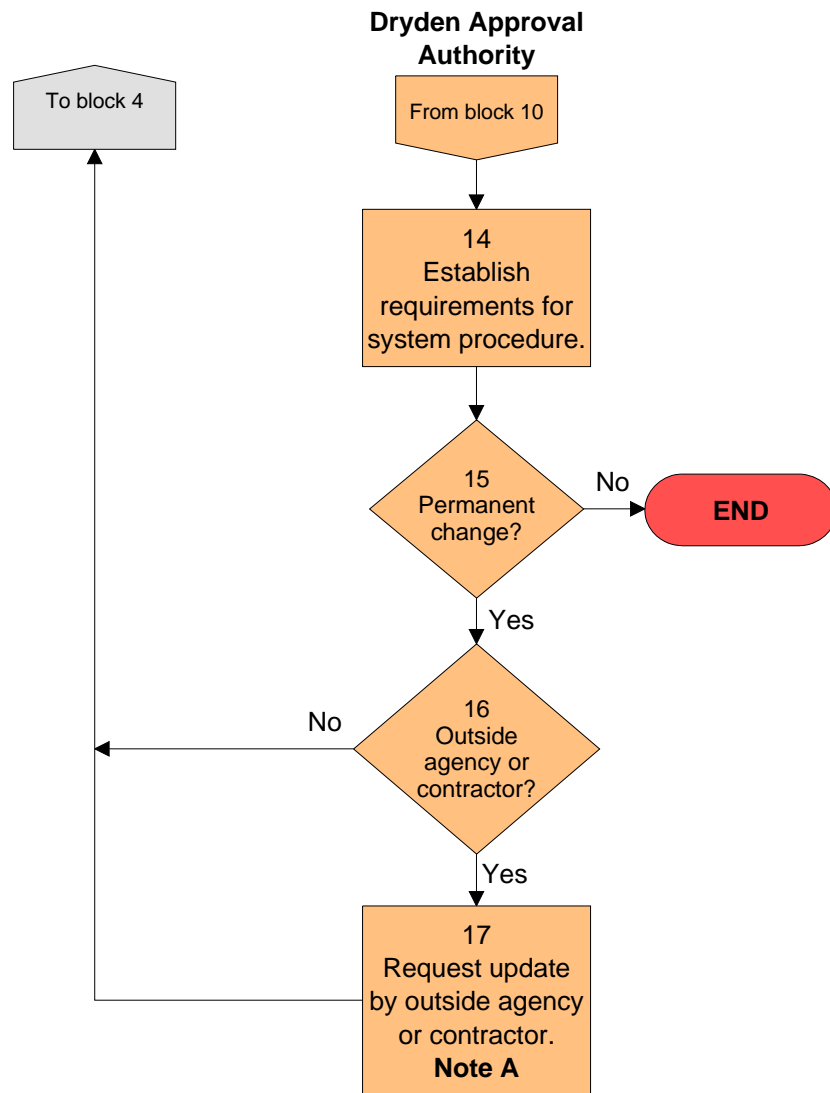 Dryden Approval
Authority
To block 4
From block 10
14
Establish
requirements for
system procedure.
15
Permanent
change?
No
END
Yes
16
Outside
agency or
contractor?
No
Yes
17
Request update
by outside agency
or contractor.
Note A